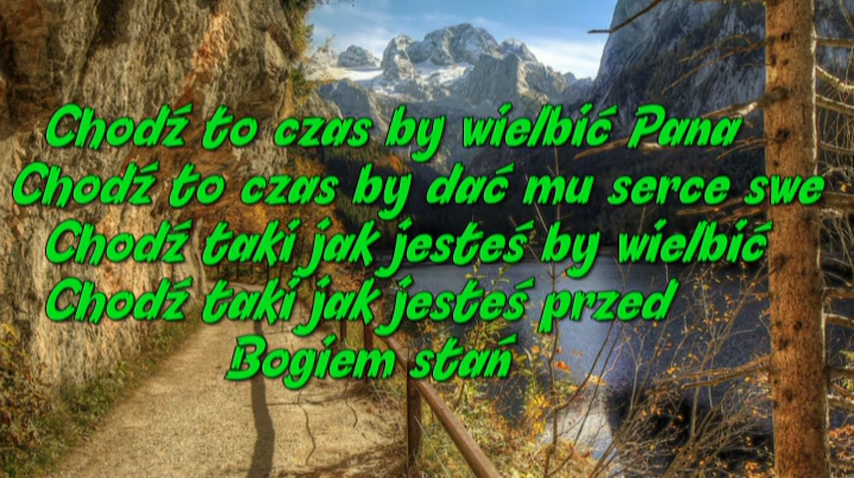 Chodź to czas by wielbić Pana
Chodź to czas by dać mu serce swe
Chodź taki jak jesteś by wielbić
Chodź taki jak jesteś przed
Bogiem stań